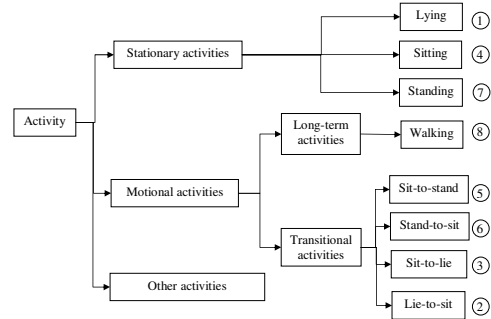 Lying ①
Stationary activities
Sitting ④
Standing ⑦
Activity
Long-term
activities
Walking ⑧
Motional activities
Sit-to-stand ⑤
Stand-to-sit ⑥
Transitional
activities
Sit-to-lie ③
Other activities
Lie-to-sit ②